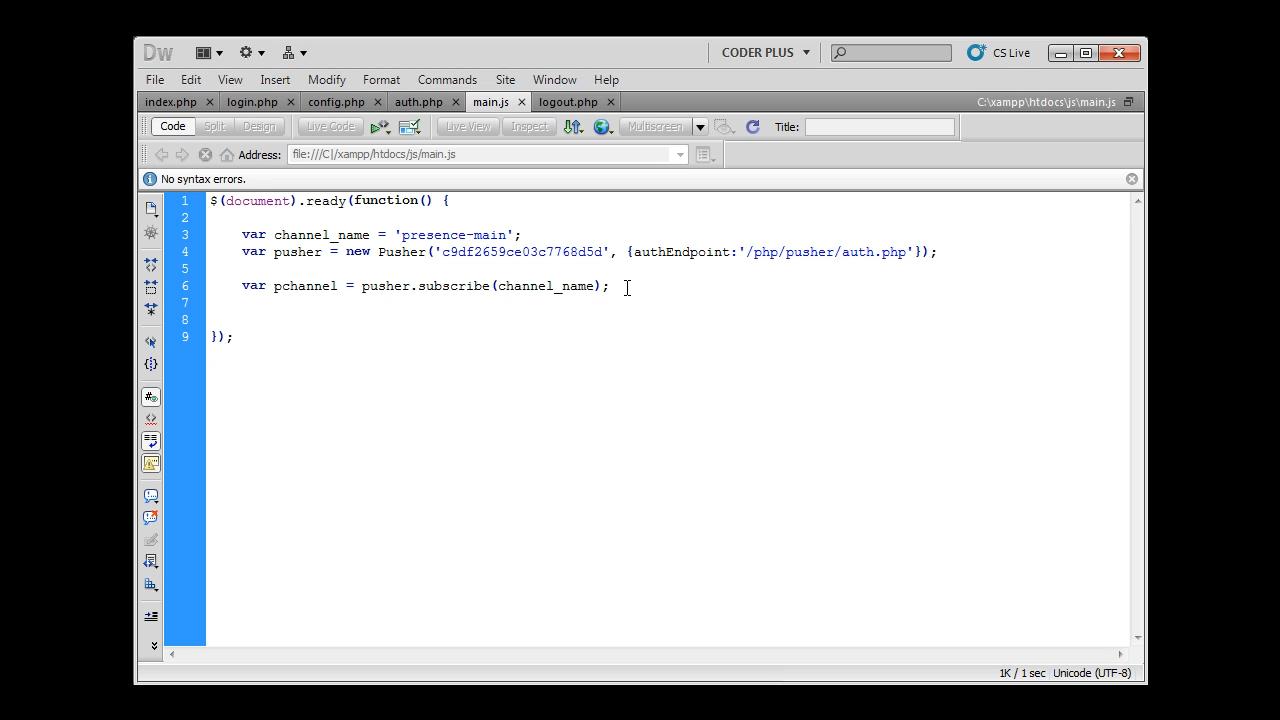 Dw
CODER PLUS
CS Live
File Edit View Insert Modify Format Commands Site Window Help
index.php login.php config.php auth.php main.js logout.php C:\xampp\htdocs\js\main.js
Code Split Design Live Code Live View Inspect Multiscreen Title:
Address: file:///C|/xampp/htdocs/js/main.js
No syntax errors.
1 $(document).ready(function() {
2
3 var channel_name = 'presence-main';
4 var pusher = new Pusher('c9df2659ce03c7768d5d', {authEndpoint:'/php/pusher/auth.php'});
5
6 var pchannel = pusher.subscribe(channel_name);
7
8
9 });
1K / 1 sec Unicode (UTF-8)